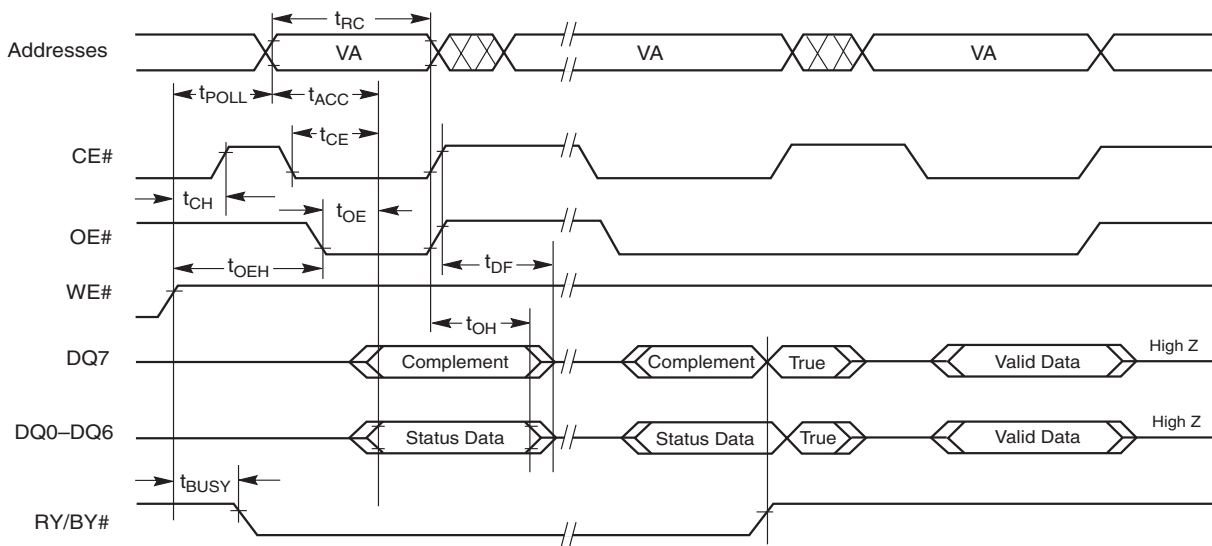 tRC
Addresses VA VA VA
tPOLL tACC
tCE
CE#
tCH tOE
OE#
tOEH tDF
WE#
tOH
DQ7 Complement Complement True Valid Data High Z
DQ0–DQ6 Status Data Status Data True Valid Data High Z
tBUSY
RY/BY#